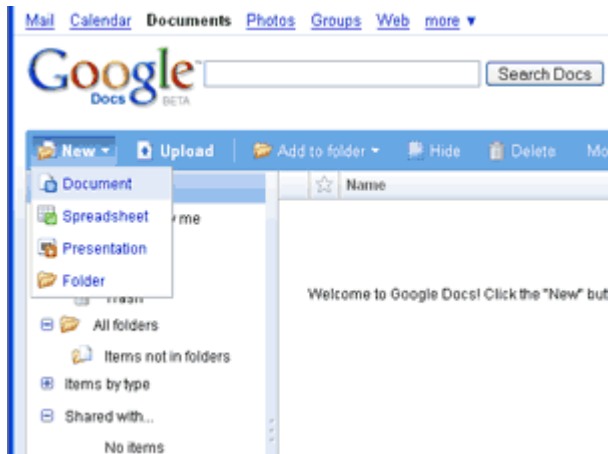 Mail Calendar Documents Photos Groups Web more ▼
Google
Docs BETA
Search Docs
New Upload Add to folder Hide Delete Mo
Document
Name
Spreadsheet
y me
Presentation
Folder
Trash
Welcome to Google Docs! Click the "New" but
All folders
Items not in folders
Items by type
Shared with...
No items